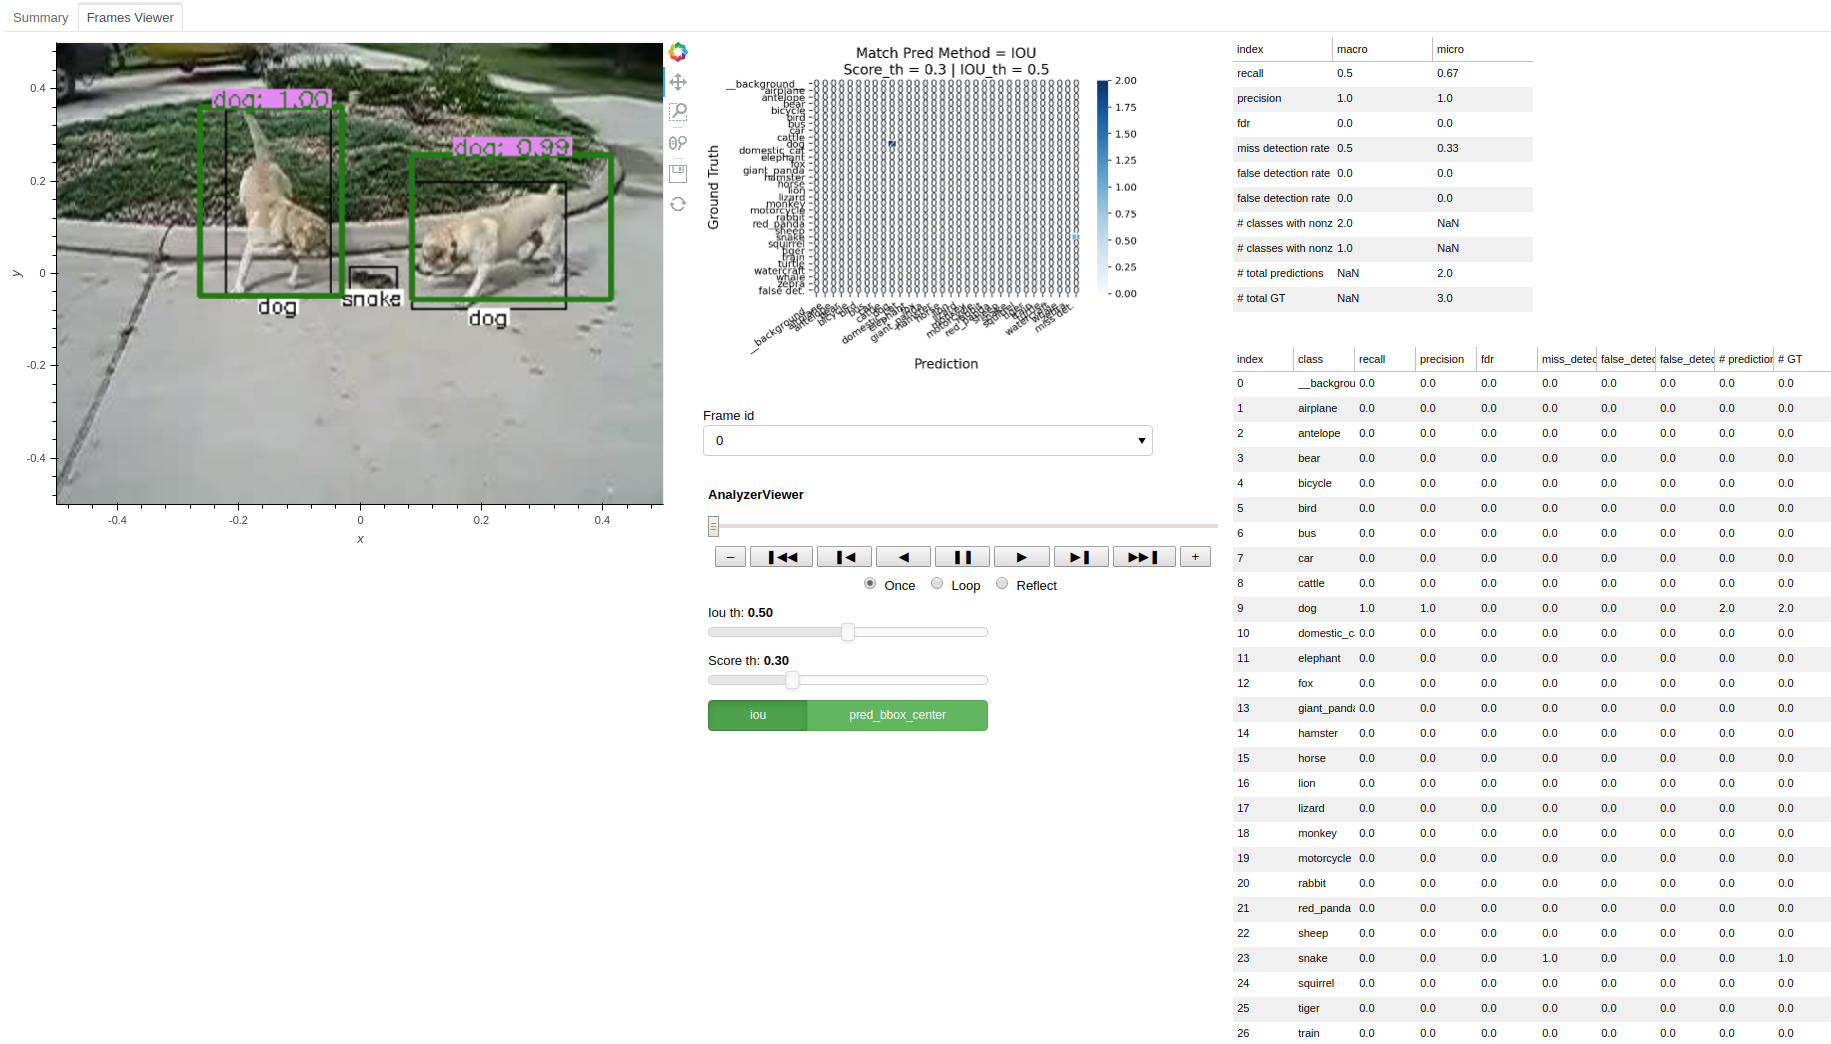 Summary
Frames Viewer
dog: 1.00
dog: 0.99
dog
snake
dog
0.4
0.2
0
-0.2
-0.4
y
-0.4
-0.2
0
0.2
0.4
x
Match Pred Method = IOU
Score_th = 0.3 | IOU_th = 0.5
Ground Truth
__background__
airplane
antelope
bear
bicycle
bird
bus
car
cattle
dog
domestic_cat
elephant
fox
giant_panda
hamster
horse
lion
lizard
monkey
motorcycle
rabbit
red_panda
sheep
snake
squirrel
tiger
train
turtle
watercraft
whale
zebra
false det.
Prediction
2.00
1.75
1.50
1.25
1.00
0.75
0.50
0.25
0.00
Frame id
0
AnalyzerViewer
–
+
Once Loop Reflect
Iou th: 0.50
Score th: 0.30
iou pred_bbox_center
index macro micro
recall 0.5 0.67
precision 1.0 1.0
fdr 0.0 0.0
miss detection rate 0.5 0.33
false detection rate 0.0 0.0
false detection rate 0.0 0.0
# classes with nonz 2.0 NaN
# classes with nonz 1.0 NaN
# total predictions NaN 2.0
# total GT NaN 3.0
index class recall precision fdr miss_detec false_detec false_detec # prediction # GT
0 __backgrou 0.0 0.0 0.0 0.0 0.0 0.0 0.0 0.0
1 airplane 0.0 0.0 0.0 0.0 0.0 0.0 0.0 0.0
2 antelope 0.0 0.0 0.0 0.0 0.0 0.0 0.0 0.0
3 bear 0.0 0.0 0.0 0.0 0.0 0.0 0.0 0.0
4 bicycle 0.0 0.0 0.0 0.0 0.0 0.0 0.0 0.0
5 bird 0.0 0.0 0.0 0.0 0.0 0.0 0.0 0.0
6 bus 0.0 0.0 0.0 0.0 0.0 0.0 0.0 0.0
7 car 0.0 0.0 0.0 0.0 0.0 0.0 0.0 0.0
8 cattle 0.0 0.0 0.0 0.0 0.0 0.0 0.0 0.0
9 dog 1.0 1.0 0.0 0.0 0.0 0.0 2.0 2.0
10 domestic_c 0.0 0.0 0.0 0.0 0.0 0.0 0.0 0.0
11 elephant 0.0 0.0 0.0 0.0 0.0 0.0 0.0 0.0
12 fox 0.0 0.0 0.0 0.0 0.0 0.0 0.0 0.0
13 giant_panda 0.0 0.0 0.0 0.0 0.0 0.0 0.0 0.0
14 hamster 0.0 0.0 0.0 0.0 0.0 0.0 0.0 0.0
15 horse 0.0 0.0 0.0 0.0 0.0 0.0 0.0 0.0
16 lion 0.0 0.0 0.0 0.0 0.0 0.0 0.0 0.0
17 lizard 0.0 0.0 0.0 0.0 0.0 0.0 0.0 0.0
18 monkey 0.0 0.0 0.0 0.0 0.0 0.0 0.0 0.0
19 motorcycle 0.0 0.0 0.0 0.0 0.0 0.0 0.0 0.0
20 rabbit 0.0 0.0 0.0 0.0 0.0 0.0 0.0 0.0
21 red_panda 0.0 0.0 0.0 0.0 0.0 0.0 0.0 0.0
22 sheep 0.0 0.0 0.0 0.0 0.0 0.0 0.0 0.0
23 snake 0.0 0.0 0.0 1.0 0.0 0.0 0.0 1.0
24 squirrel 0.0 0.0 0.0 0.0 0.0 0.0 0.0 0.0
25 tiger 0.0 0.0 0.0 0.0 0.0 0.0 0.0 0.0
26 train 0.0 0.0 0.0 0.0 0.0 0.0 0.0 0.0